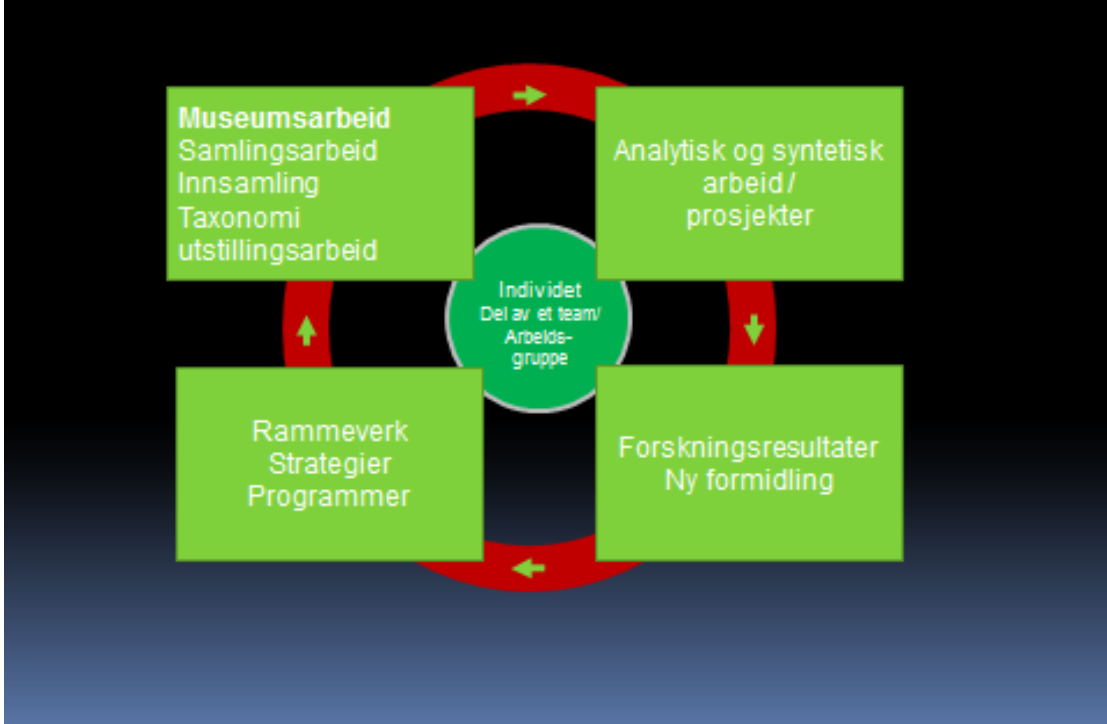 Museumsarbeid
Samlingsarbeid
Innsamling
Taxonomi
utstillingsarbeid
Analytisk og syntetisk
arbeid /
prosjekter
Individet
Del av et team/
Arbeids-
gruppe
Rammeverk
Strategier
Programmer
Forskningsresultater
Ny formidling